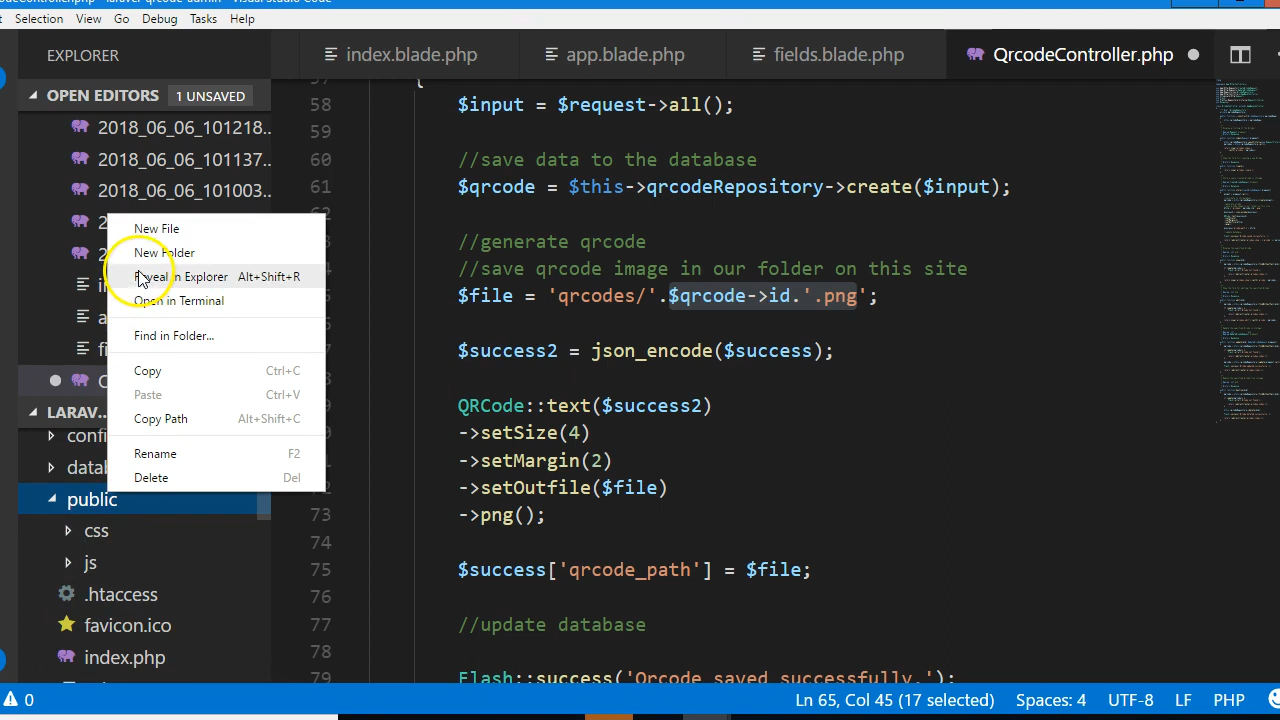 Selection View Go Debug Tasks Help
EXPLORER
index.blade.php
app.blade.php
fields.blade.php
QrcodeController.php
OPEN EDITORS 1 UNSAVED
2018_06_06_101218...
2018_06_06_101137...
2018_06_06_101003...
New File
New Folder
Reveal in Explorer Alt+Shift+R
Open in Terminal
Find in Folder...
Copy Ctrl+C
Paste Ctrl+V
Copy Path Alt+Shift+C
Rename F2
Delete Del
LARAV...
public
css
js
.htaccess
favicon.ico
index.php
58 $input = $request->all();
59
60 //save data to the database
61 $qrcode = $this->qrcodeRepository->create($input);
//generate qrcode
//save qrcode image in our folder on this site
$file = 'qrcodes/'.$qrcode->id.'.png';
$success2 = json_encode($success);
QRCode::text($success2)
->setSize(4)
->setMargin(2)
->setOutfile($file)
73 ->png();
74
75 $success['qrcode_path'] = $file;
76
77 //update database
78
79 Flash::success('Qrcode saved successfully.');
0
Ln 65, Col 45 (17 selected) Spaces: 4 UTF-8 LF PHP